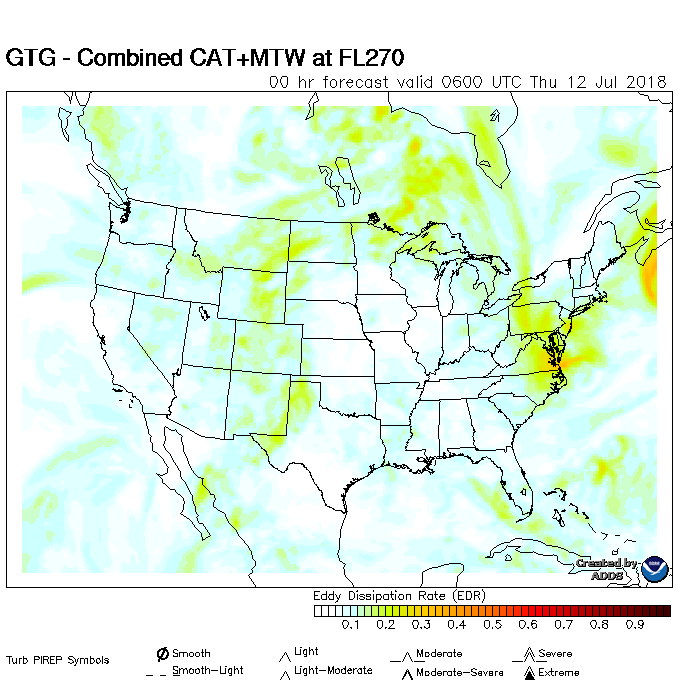 GTG - Combined CAT+MTW at FL270
00 hr forecast valid 0600 UTC Thu 12 Jul 2018
Created by
ADDS
Eddy Dissipation Rate (EDR)
0.1 0.2 0.3 0.4 0.5 0.6 0.7 0.8 0.9
Turb PIREP Symbols
Smooth Light Moderate Severe
Smooth-Light Light-Moderate Moderate-Severe Extreme